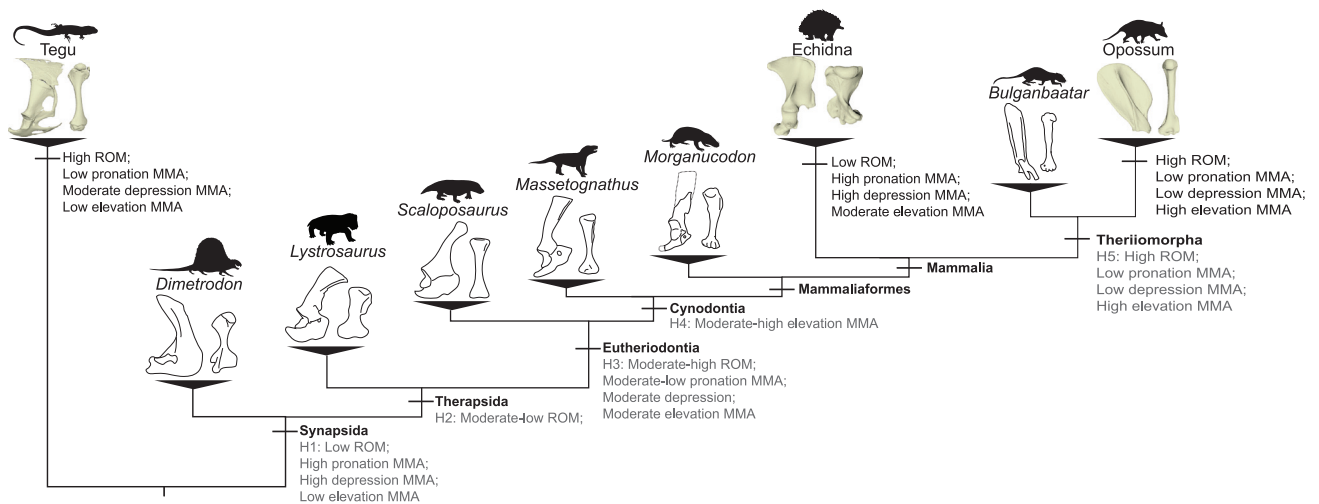 Tegu
High ROM;
Low pronation MMA;
Moderate depression MMA;
Low elevation MMA
Dimetrodon
Lystrosaurus
Scaloposaurus
Massetognathus
Morganucodon
Echidna
Low ROM;
High pronation MMA;
High depression MMA;
Moderate elevation MMA
Bulganbaatar
Opossum
High ROM;
Low pronation MMA;
Low depression MMA;
High elevation MMA
Theriiomorpha
H5: High ROM;
Low pronation MMA;
Low depression MMA;
High elevation MMA
Mammalia
Mammaliaformes
Cynodontia
H4: Moderate-high elevation MMA
Eutheriodontia
H3: Moderate-high ROM;
Moderate-low pronation MMA;
Moderate depression;
Moderate elevation MMA
Therapsida
H2: Moderate-low ROM;
Synapsida
H1: Low ROM;
High pronation MMA;
High depression MMA;
Low elevation MMA